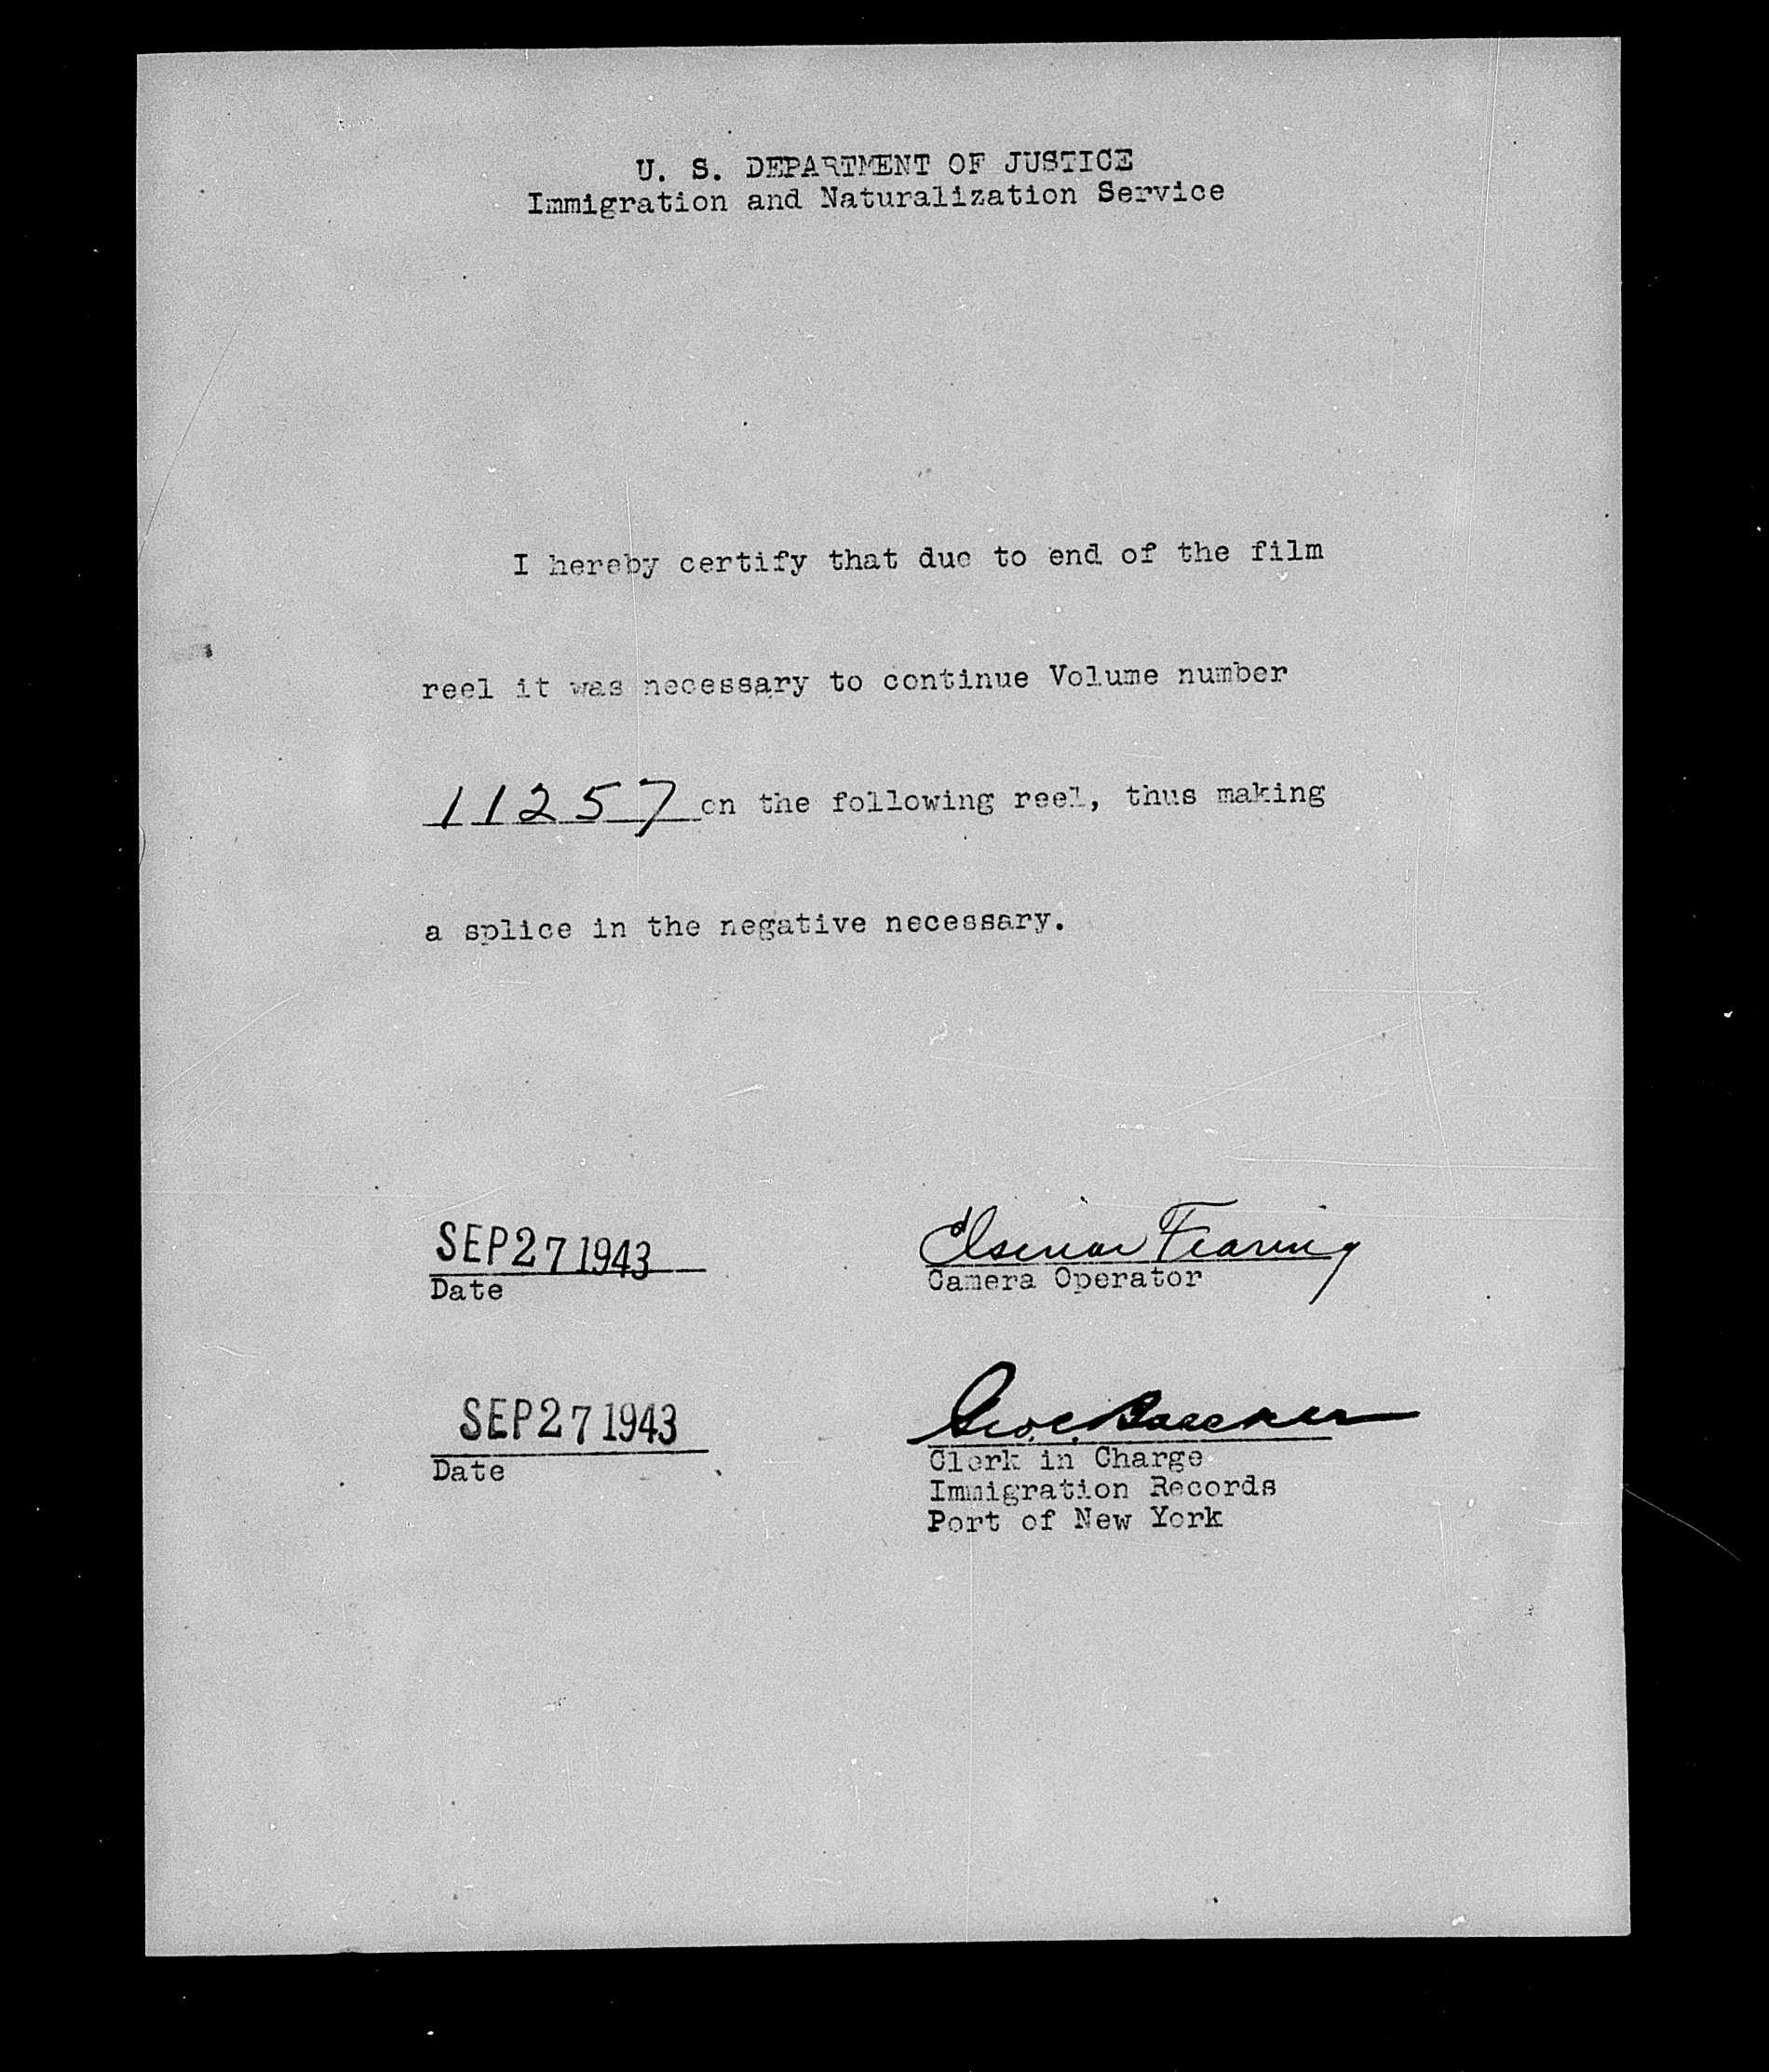 U. S. DEPARTMENT OF JUSTICE
Immigration and Naturalization Service
I hereby certify that due to end of the film
reel it was necessary to continue Volume number
11257 on the following reel, thus making
a splice in the negative necessary.
SEP 27 1943
Date
Fearing
Camera Operator
SEP 27 1943
Date
Geo. C.
Clerk in Charge
Immigration Records
Port of New York